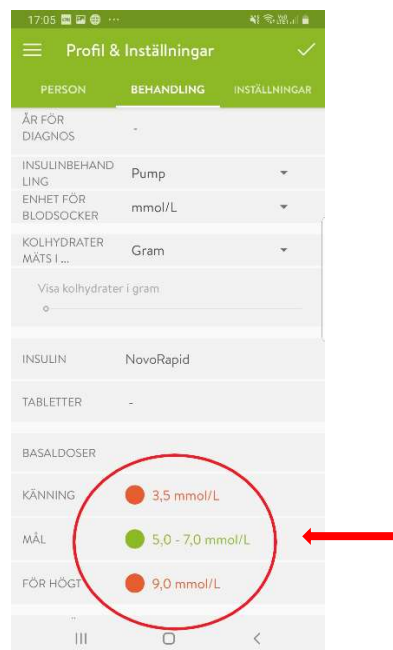 17:05
Profil & Inställningar
PERSON BEHANDLING INSTÄLLNINGAR
ÅR FÖR
DIAGNOS -
INSULINBEHAND
LING Pump
ENHET FÖR
BLODSOCKER mmol/L
KOLHYDRATER
MÄTS I ... Gram
Visa kolhydrater i gram
INSULIN NovoRapid
TABLETTER -
BASALDOSER
KÄNNING 3,5 mmol/L
MÅL 5,0 - 7,0 mmol/L
FÖR HÖGT 9,0 mmol/L